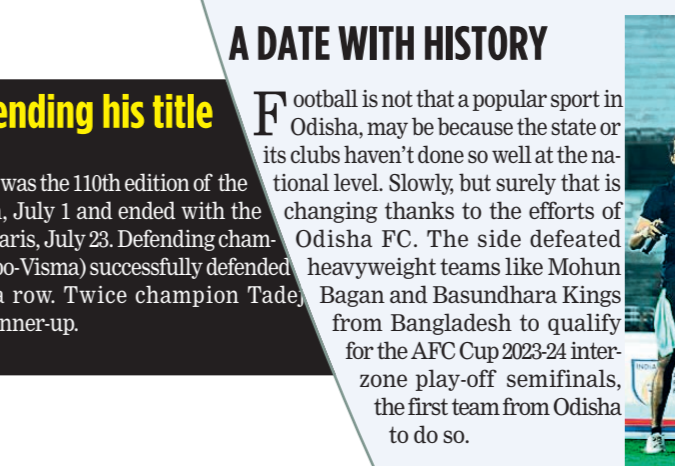 ending his title
was the 110th edition of the
, July 1 and ended with the
aris, July 23. Defending cham-
bo-Visma) successfully defended
a row. Twice champion Tadej
nner-up.
A DATE WITH HISTORY
Football is not that a popular sport in
Odisha, may be because the state or
its clubs haven't done so well at the na-
tional level. Slowly, but surely that is
changing thanks to the efforts of
Odisha FC. The side defeated
heavyweight teams like Mohun
Bagan and Basundhara Kings
from Bangladesh to qualify
for the AFC Cup 2023-24 inter-
zone play-off semifinals,
the first team from Odisha
to do so.